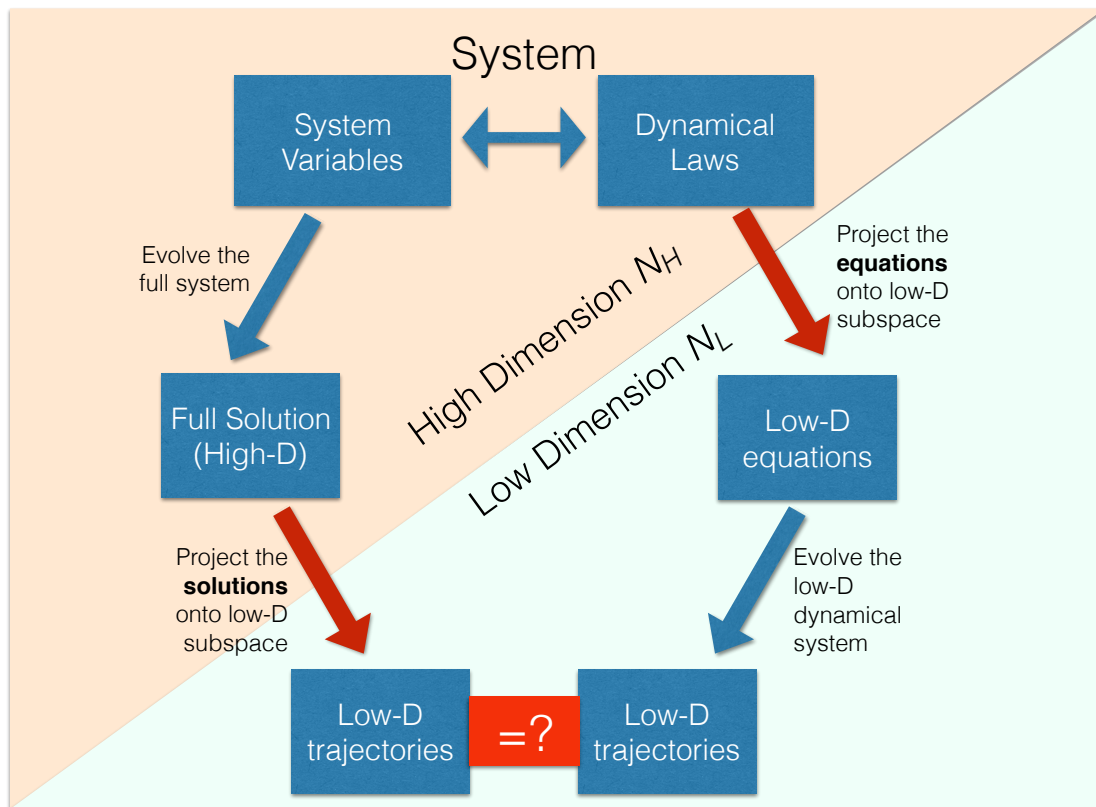 System
System
Variables
Dynamical
Laws
Evolve the
full system
Project the
equations
onto low-D
subspace
High Dimension N_H
Low Dimension N_L
Full Solution
(High-D)
Low-D
equations
Project the
solutions
onto low-D
subspace
Evolve the
low-D
dynamical
system
Low-D
trajectories
=?
Low-D
trajectories